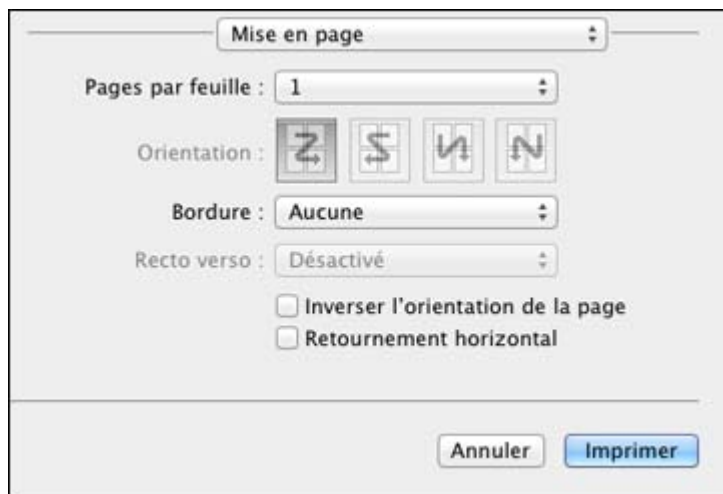 Mise en page
Pages par feuille : 1
Orientation :
Bordure : Aucune
Recto verso : Désactivé
Inverser l'orientation de la page
Retournement horizontal
Annuler Imprimer